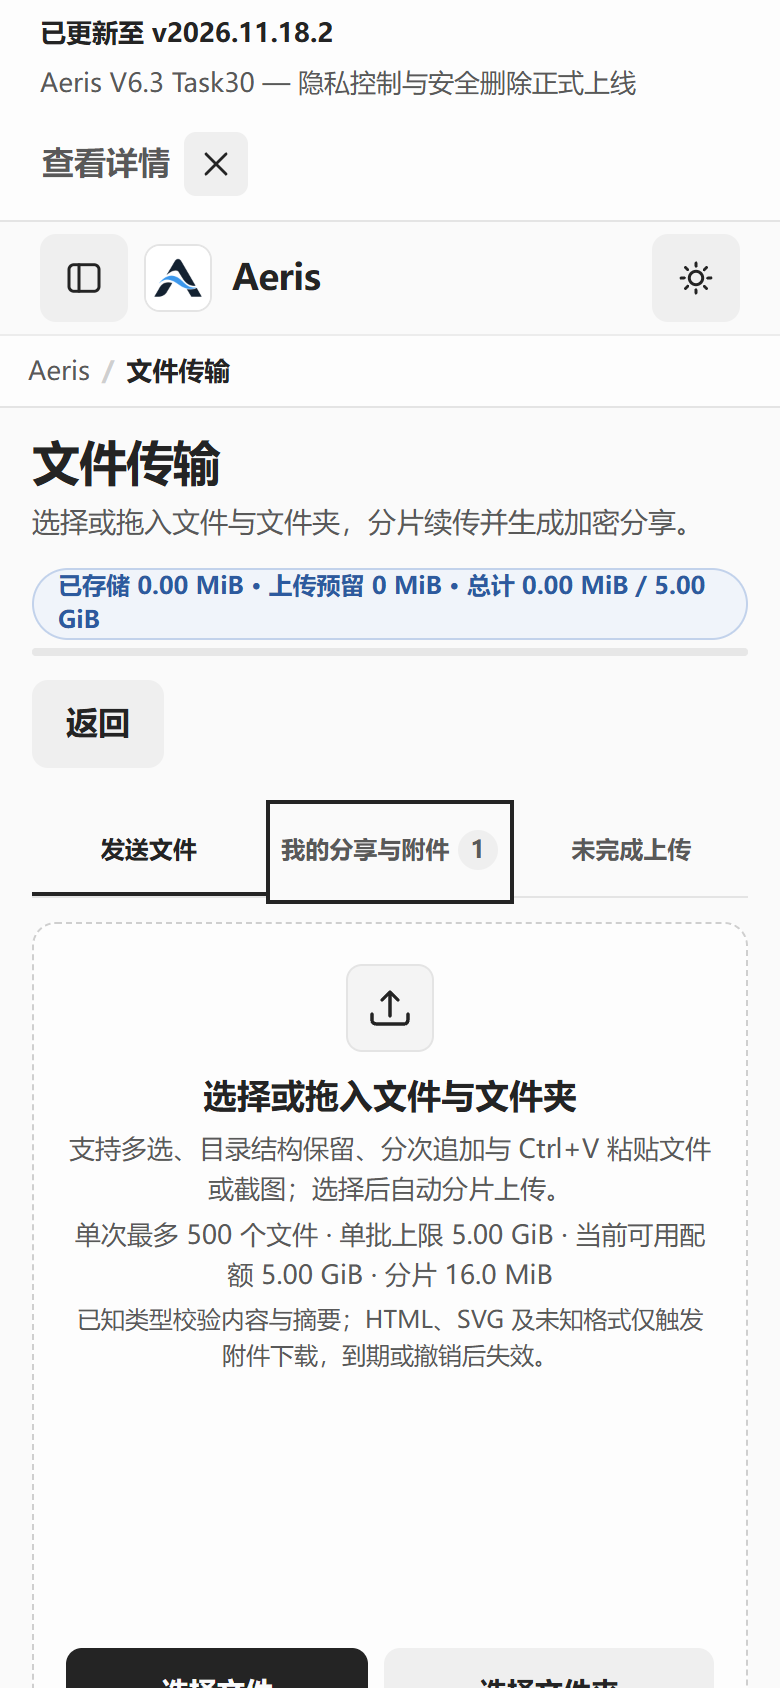 已更新至 v2026.11.18.2
Aeris V6.3 Task30 — 隐私控制与安全删除正式上线
查看详情
Aeris
Aeris / 文件传输
文件传输
选择或拖入文件与文件夹，分片续传并生成加密分享。
已存储 0.00 MiB • 上传预留 0 MiB • 总计 0.00 MiB / 5.00
GiB
返回
发送文件 我的分享与附件 1 未完成上传
选择或拖入文件与文件夹
支持多选、目录结构保留、分次追加与 Ctrl+V 粘贴文件
或截图；选择后自动分片上传。
单次最多 500 个文件 · 单批上限 5.00 GiB · 当前可用配
额 5.00 GiB · 分片 16.0 MiB
已知类型校验内容与摘要；HTML、SVG 及未知格式仅触发
附件下载，到期或撤销后失效。
选择文件 选择文件夹